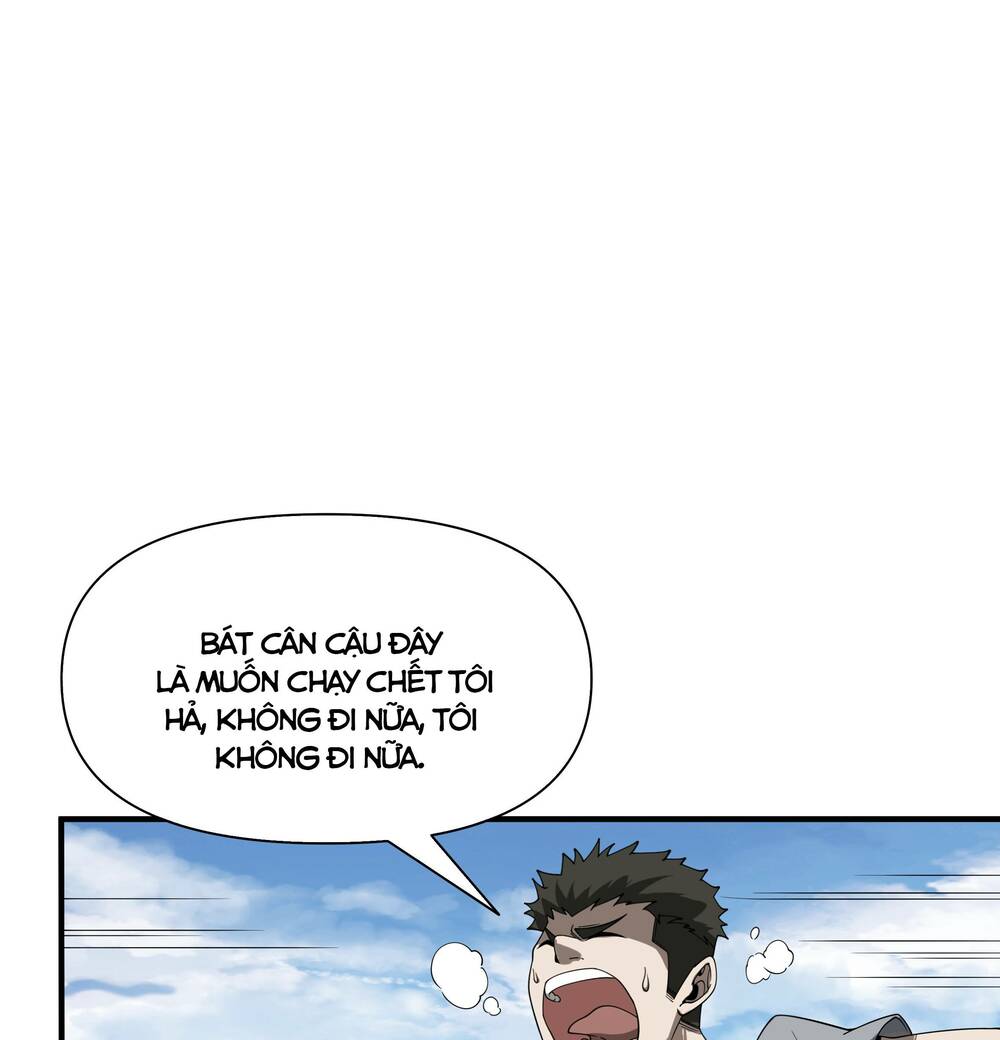 BÁT CÂN CẬU ĐÂY
LÀ MUỐN CHẠY CHẾT TÔI
HẢ, KHÔNG ĐI NỮA, TÔI
KHÔNG ĐI NỮA.